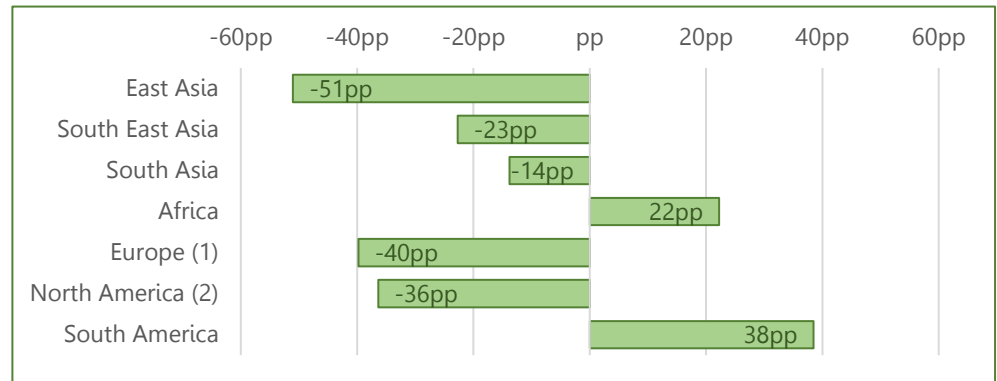 -60pp -40pp -20pp pp 20pp 40pp 60pp
East Asia -51pp
South East Asia -23pp
South Asia -14pp
Africa 22pp
Europe (1) -40pp
North America (2) -36pp
South America 38pp